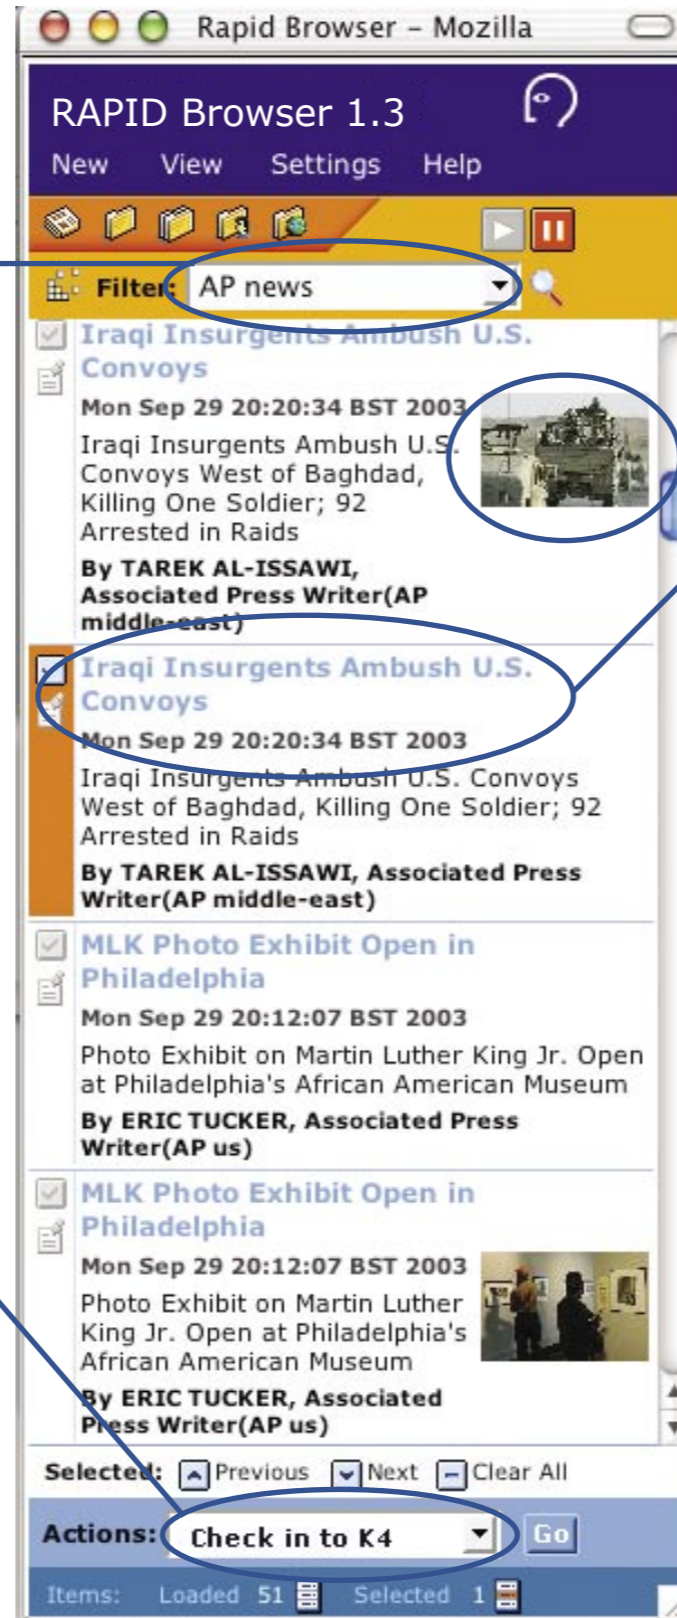 Rapid Browser – Mozilla
RAPID Browser 1.3
New View Settings Help
Filter: AP news
Iraqi Insurgents Ambush U.S.
Convoys
Mon Sep 29 20:20:34 BST 2003
Iraqi Insurgents Ambush U.S.
Convoys West of Baghdad,
Killing One Soldier; 92
Arrested in Raids
By TAREK AL-ISSAWI,
Associated Press Writer(AP
middle-east)
Iraqi Insurgents Ambush U.S.
Convoys
Mon Sep 29 20:20:34 BST 2003
Iraqi Insurgents Ambush U.S. Convoys
West of Baghdad, Killing One Soldier; 92
Arrested in Raids
By TAREK AL-ISSAWI, Associated Press
Writer(AP middle-east)
MLK Photo Exhibit Open in
Philadelphia
Mon Sep 29 20:12:07 BST 2003
Photo Exhibit on Martin Luther King Jr. Open
at Philadelphia's African American Museum
By ERIC TUCKER, Associated Press
Writer(AP us)
MLK Photo Exhibit Open in
Philadelphia
Mon Sep 29 20:12:07 BST 2003
Photo Exhibit on Martin Luther
King Jr. Open at Philadelphia's
African American Museum
By ERIC TUCKER, Associated
Press Writer(AP us)
Selected: Previous Next Clear All
Actions: Check in to K4 Go
Items: Loaded 51 Selected 1